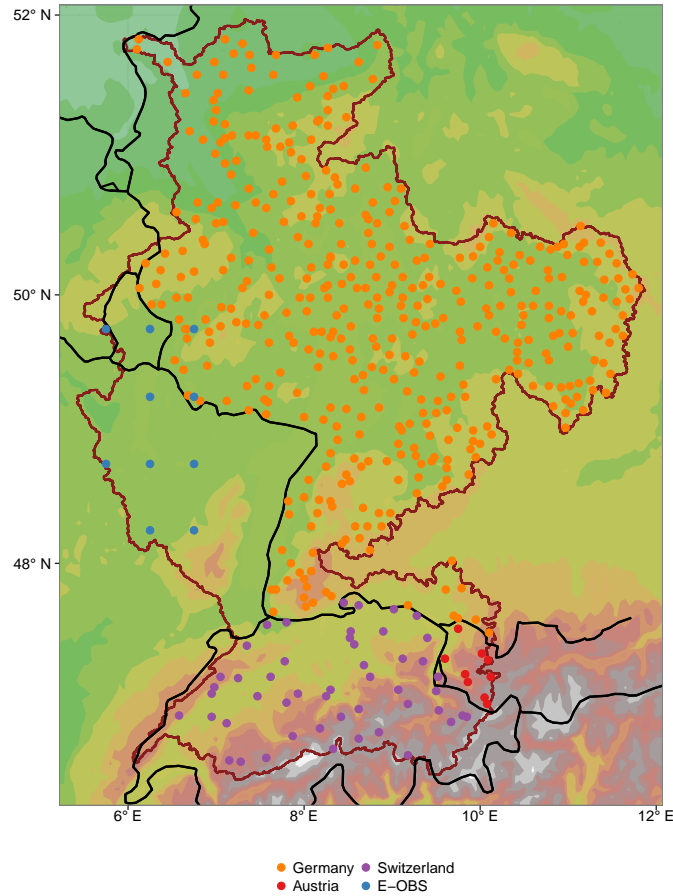 52° N
50° N
48° N
6° E 8° E 10° E 12° E
Germany Switzerland
Austria E−OBS